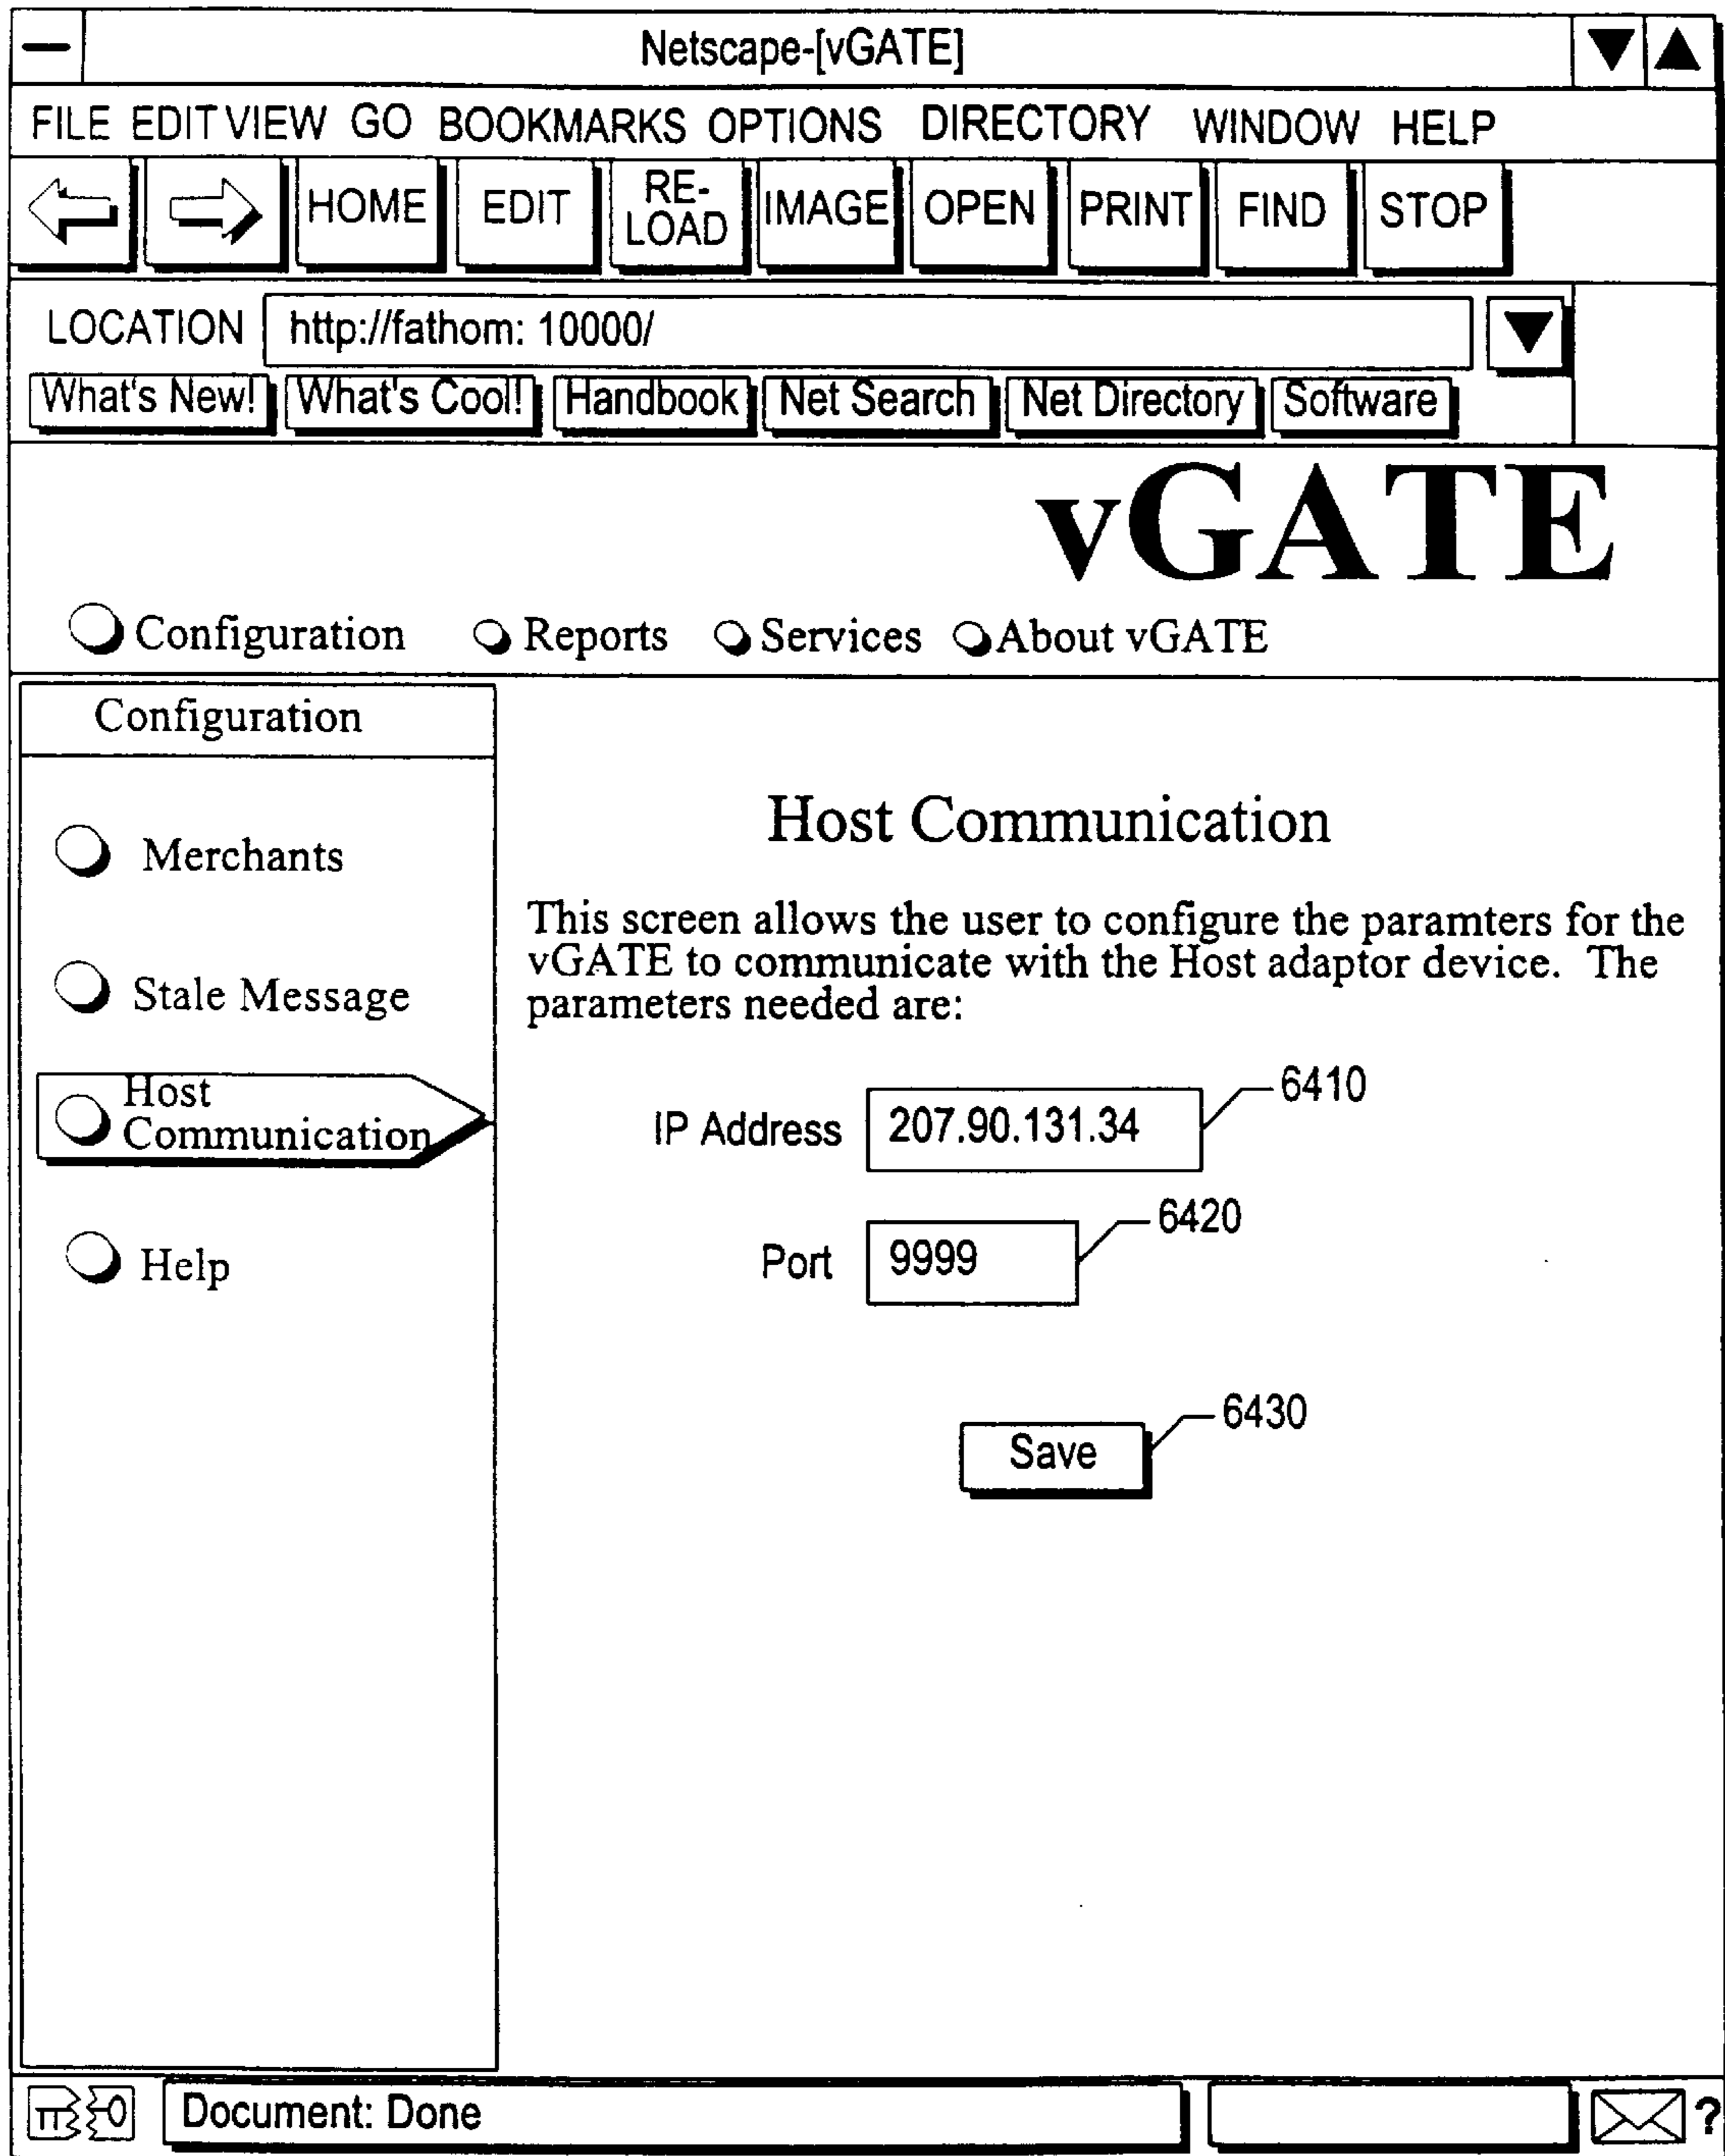 Netscape-[vGATE]
FILE EDIT VIEW GO BOOKMARKS OPTIONS DIRECTORY WINDOW HELP
HOME EDIT RE-LOAD IMAGE OPEN PRINT FIND STOP
LOCATION http://fathom: 10000/
What's New! What's Cool! Handbook Net Search Net Directory Software
vGATE
Configuration Reports Services About vGATE
Configuration
Merchants
Stale Message
Host
Communication
Help
Host Communication
This screen allows the user to configure the paramters for the
vGATE to communicate with the Host adaptor device. The
parameters needed are:
IP Address 207.90.131.34 6410
Port 9999 6420
Save 6430
Document: Done
?